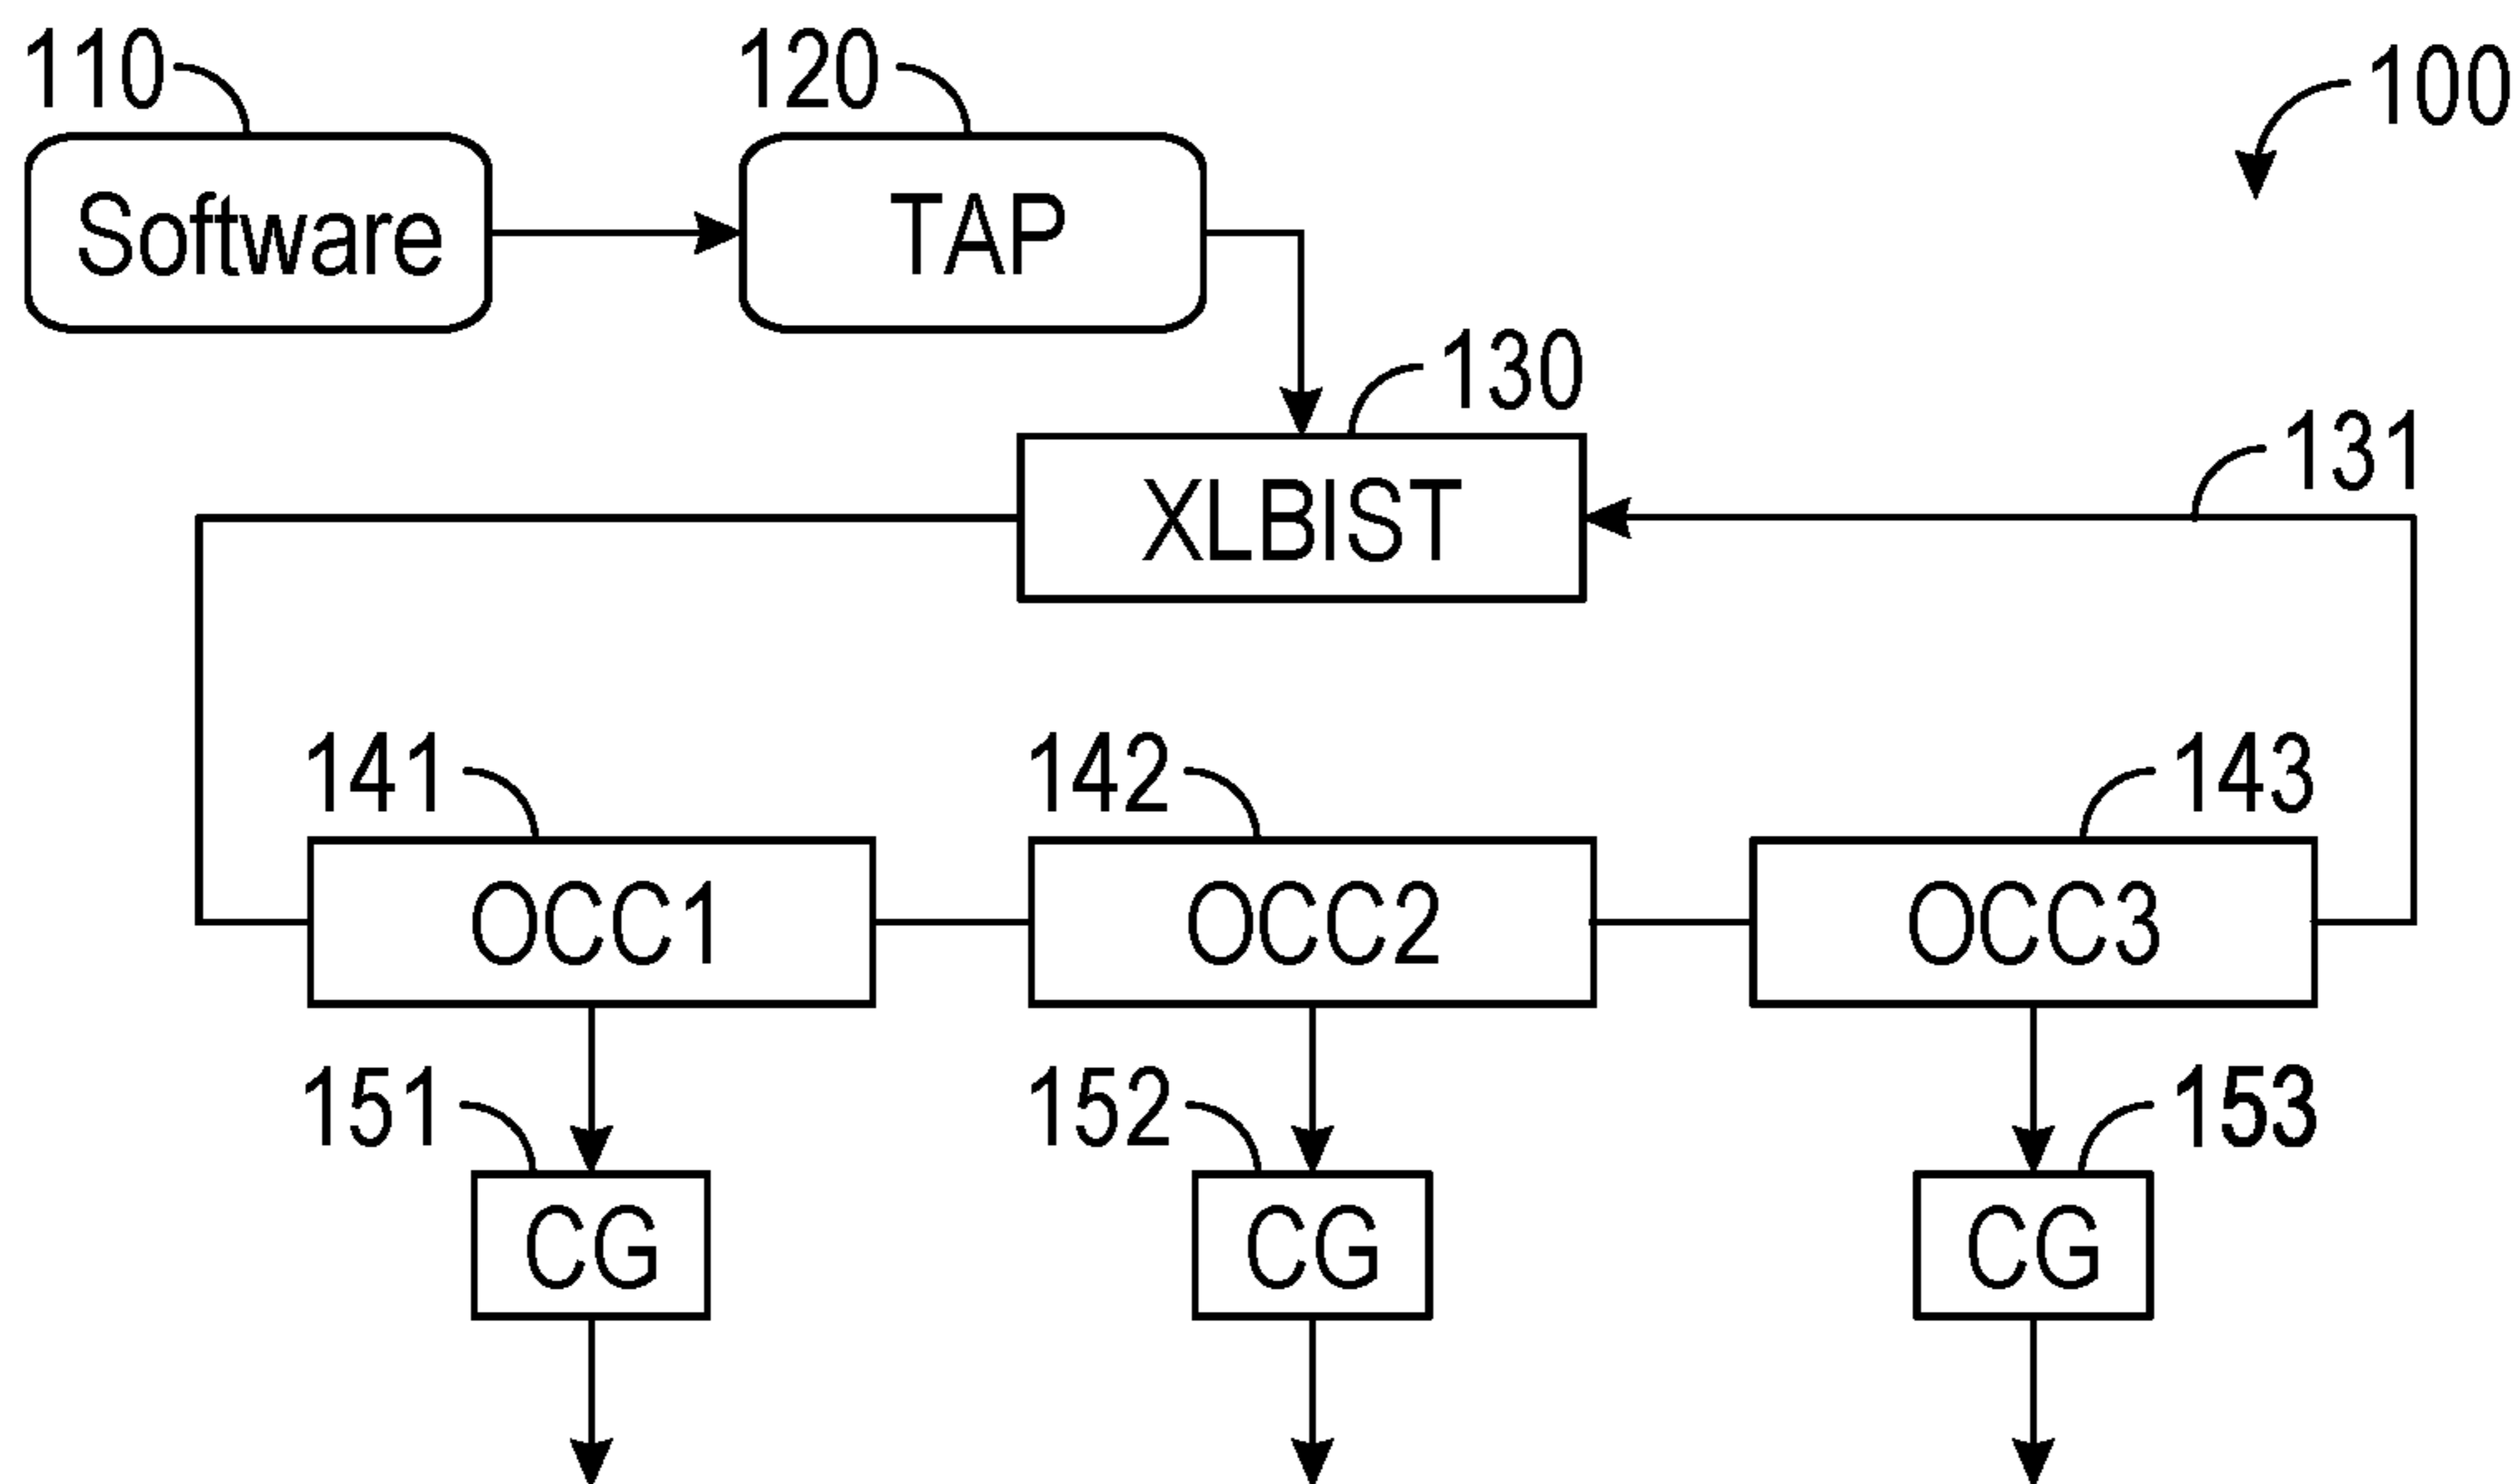 110
120
100
Software
TAP
130
131
XLBIST
141
142
143
OCC1
OCC2
OCC3
151
152
153
CG
CG
CG